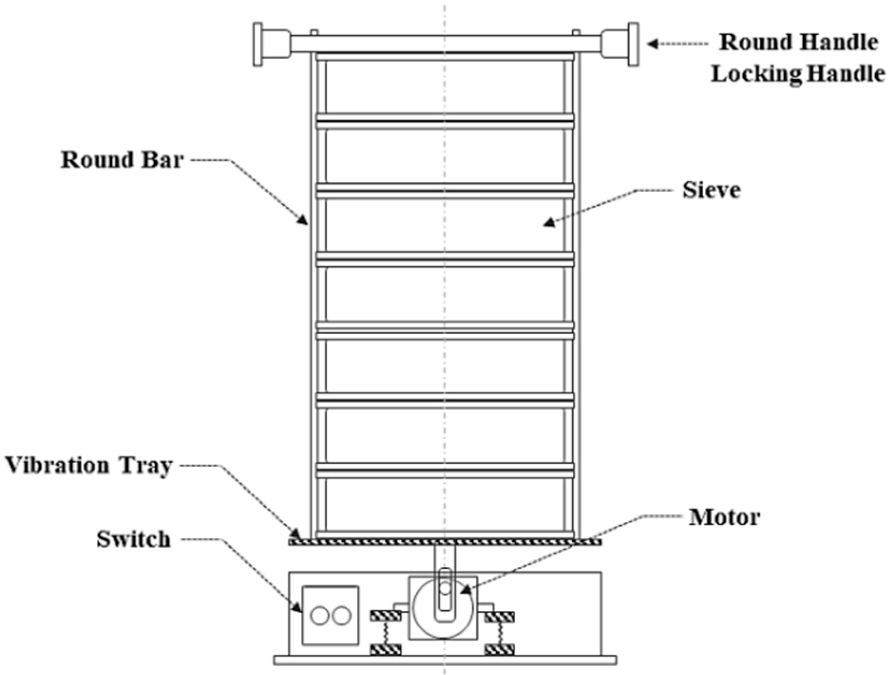 Round Handle
Locking Handle
Round Bar
Sieve
Vibration Tray
Motor
Switch